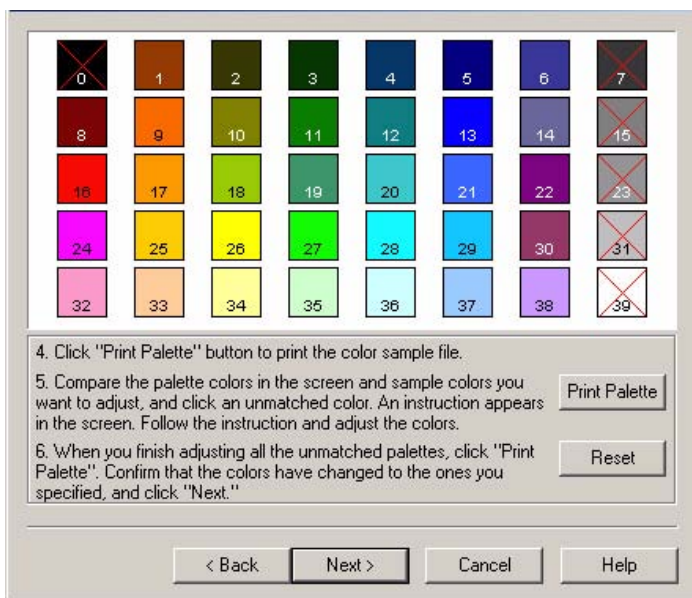 0 1 2 3 4 5 6 7
8 9 10 11 12 13 14 15
16 17 18 19 20 21 22 23
24 25 26 27 28 29 30 31
32 33 34 35 36 37 38 39
4. Click "Print Palette" button to print the color sample file.
5. Compare the palette colors in the screen and sample colors you
want to adjust, and click an unmatched color. An instruction appears
in the screen. Follow the instruction and adjust the colors.
Print Palette
6. When you finish adjusting all the unmatched palettes, click "Print
Palette". Confirm that the colors have changed to the ones you
specified, and click "Next."
Reset
< Back Next > Cancel Help